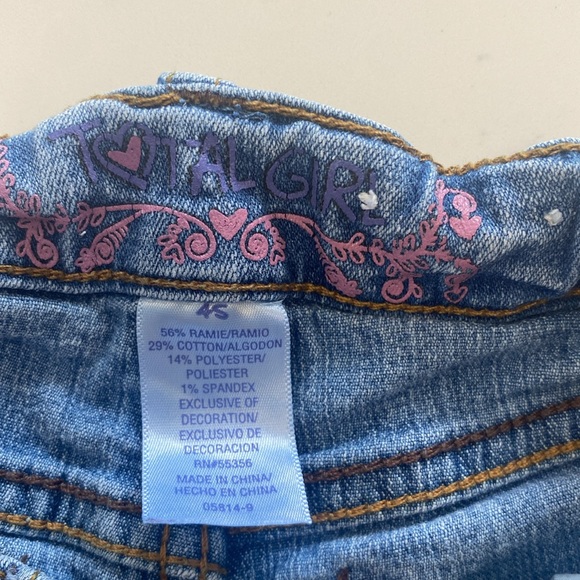 TOTAL GIRL
4S
56% RAMIE/RAMIO
29% COTTON/ALGODON
14% POLYESTER/
POLIESTER
1% SPANDEX
EXCLUSIVE OF
DECORATION/
EXCLUSIVO DE
DECORACION
RN#55356
MADE IN CHINA/
HECHO EN CHINA
05814-9